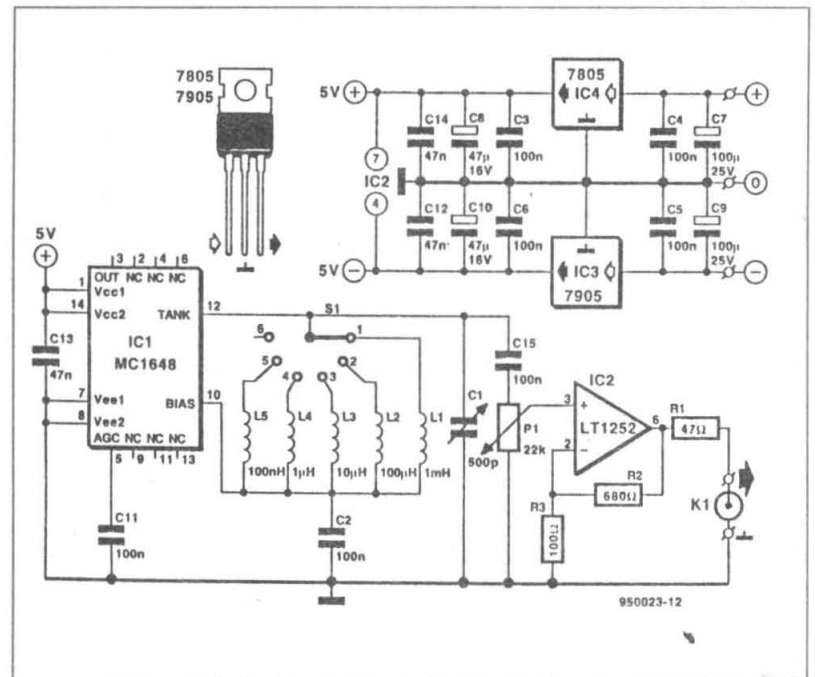 7805
7905
5V
+
7
IC2
4
5V
−
C14
47n
C8
47µ
16V
C3
100n
C12
47n
C10
47µ
16V
C6
100n
7805
IC4
IC3
7905
C4
100n
C7
100µ
25V
C5
100n
C9
100µ
25V
+
0
−
5V
+
3 2 4 6
OUT NC NC NC
1 Vcc1
14 Vcc2
TANK 12
IC1
MC1648
C13
47n
7 Vee1
8 Vee2
BIAS 10
AGC NC NC NC
5 9 11 13
C11
100n
S1
6 1
5 2
4 3
L5
100nH
L4
1µH
L3
10µH
L2
100µH
L1
1mH
C2
100n
C1
500p
C15
100n
P1
22k
IC2
LT1252
3 +
2 −
6
R1
47Ω
R2
680Ω
R3
100Ω
K1
950023-12